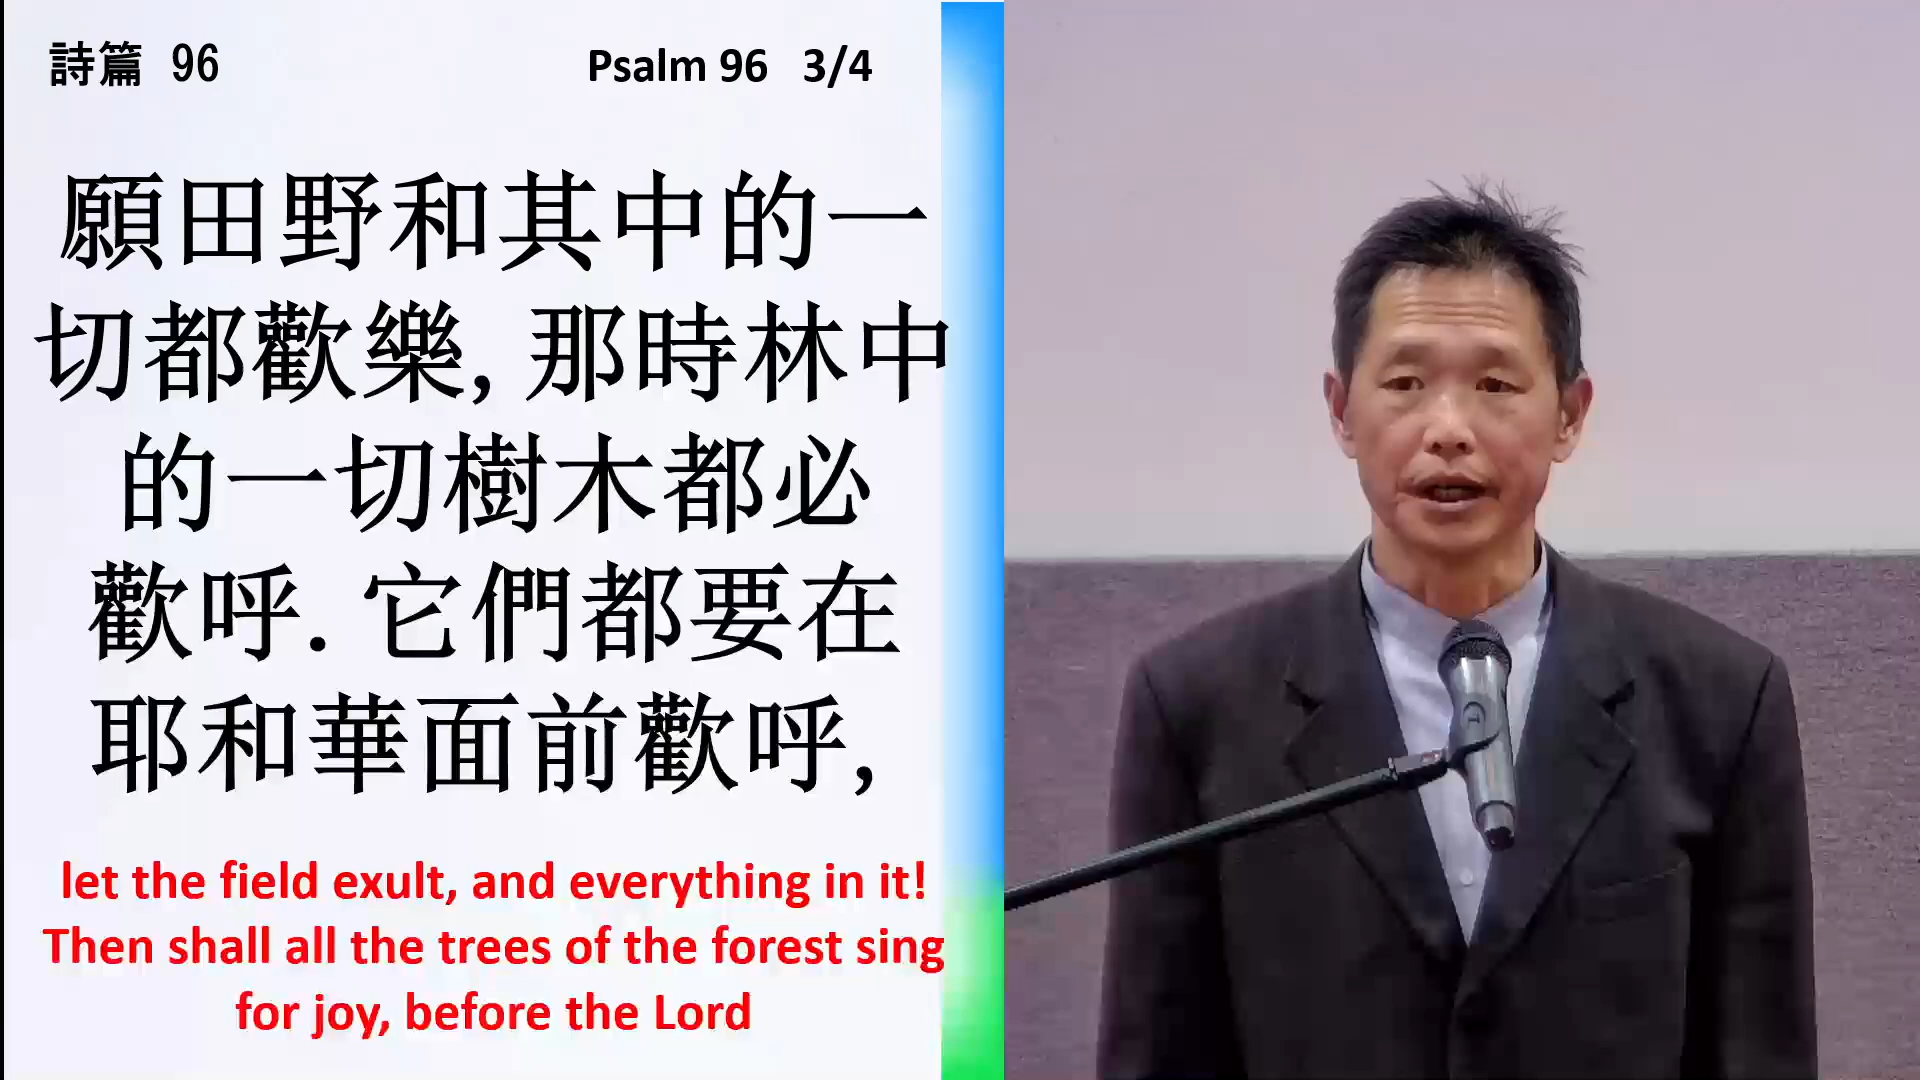 詩篇 96
Psalm 96 3/4
願田野和其中的一
切都歡樂,那時林中
的一切樹木都必
歡呼.它們都要在
耶和華面前歡呼,
let the field exult, and everything in it!
Then shall all the trees of the forest sing
for joy, before the Lord